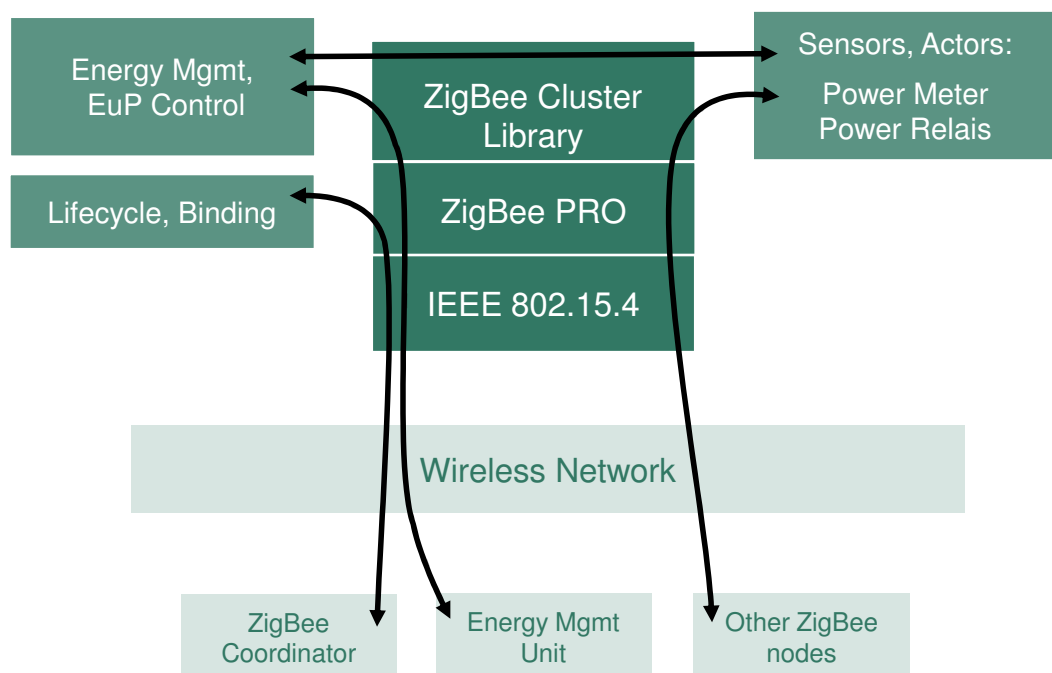 Energy Mgmt,
EuP Control
Lifecycle, Binding
ZigBee Cluster
Library
ZigBee PRO
IEEE 802.15.4
Sensors, Actors:
Power Meter
Power Relais
Wireless Network
ZigBee
Coordinator
Energy Mgmt
Unit
Other ZigBee
nodes